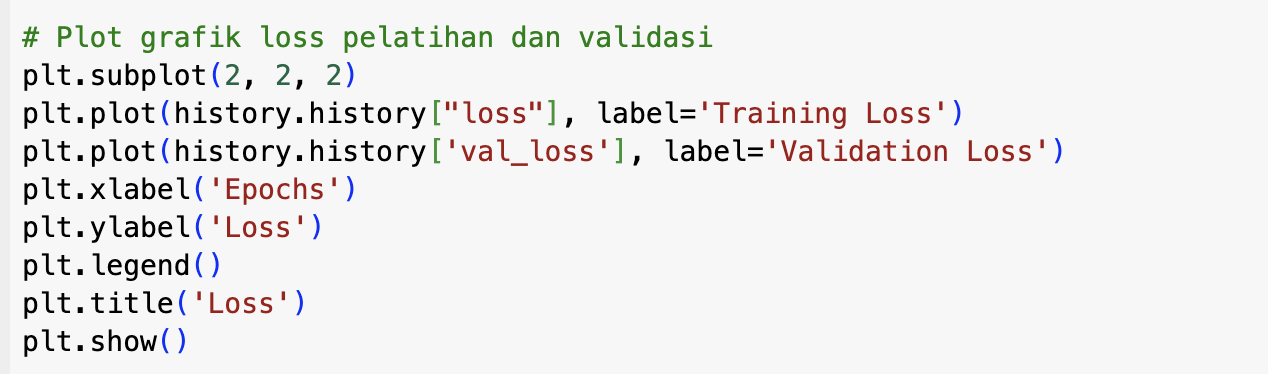 # Plot grafik loss pelatihan dan validasi
plt.subplot(2, 2, 2)
plt.plot(history.history["loss"], label='Training Loss')
plt.plot(history.history['val_loss'], label='Validation Loss')
plt.xlabel('Epochs')
plt.ylabel('Loss')
plt.legend()
plt.title('Loss')
plt.show()